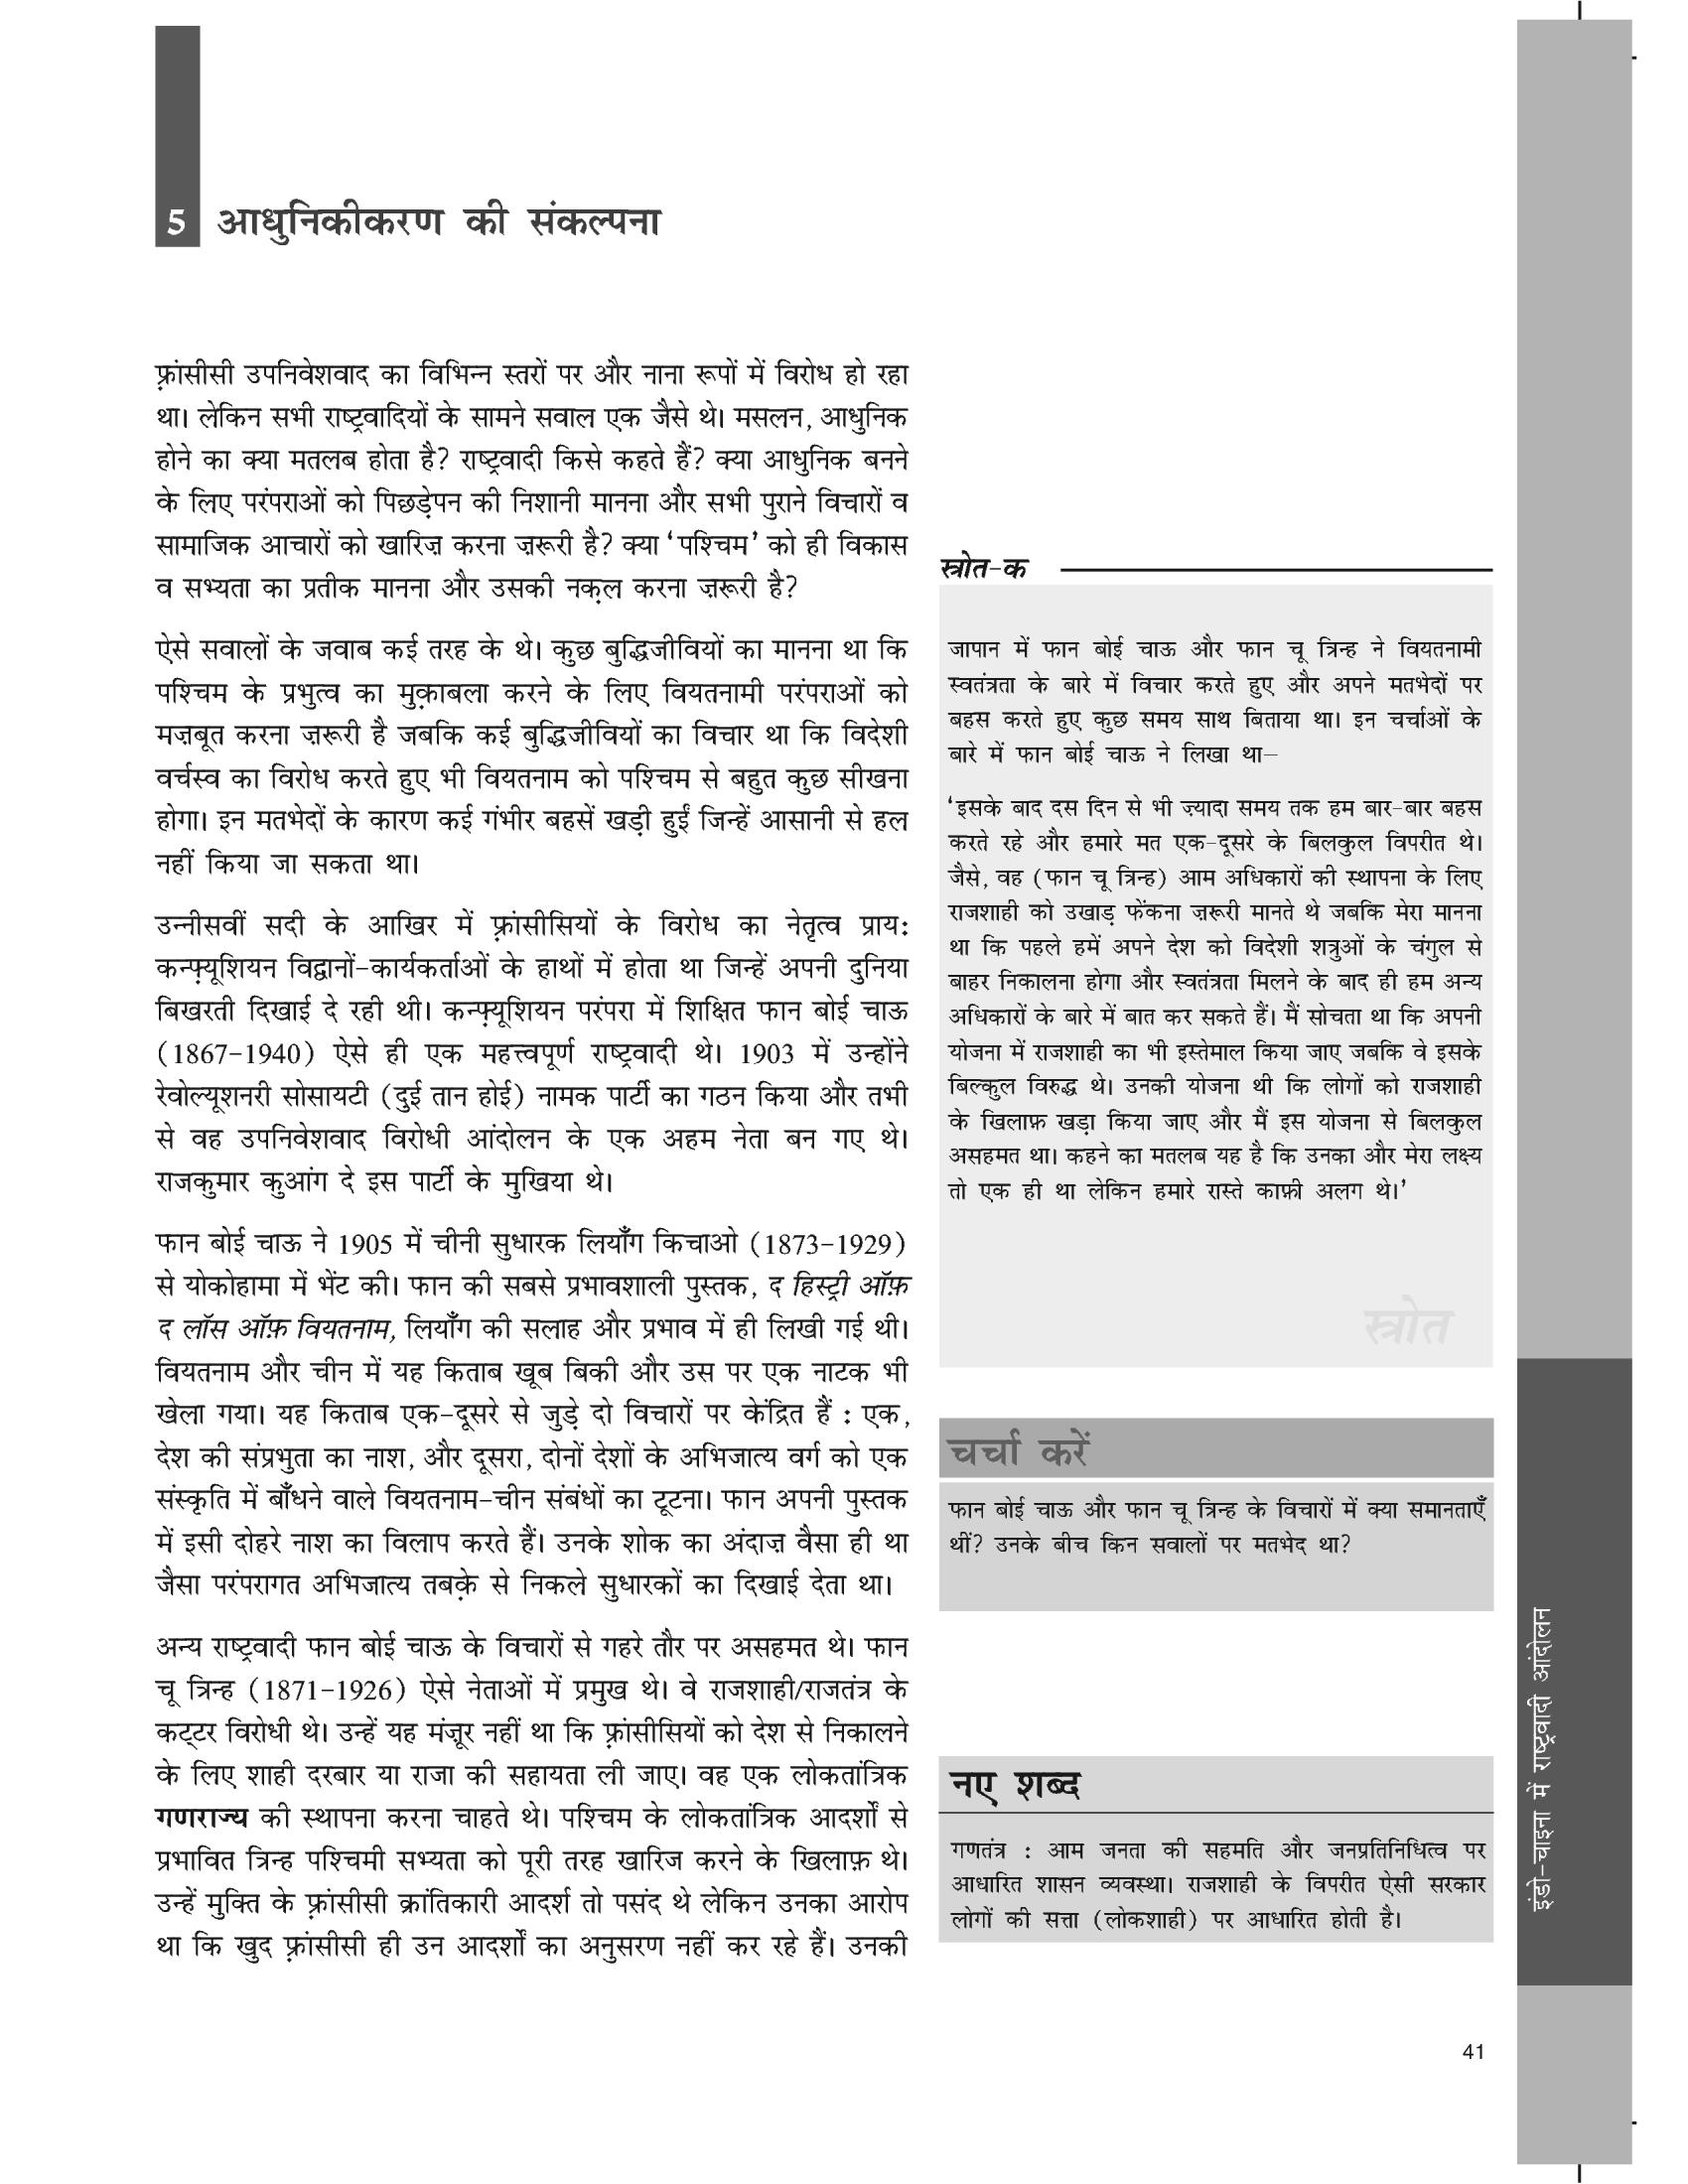 5 आधुनिकीकरण की संकल्पना
फ़्रांसीसी उपनिवेशवाद का विभिन्न स्तरों पर और नाना रूपों में विरोध हो रहा
था। लेकिन सभी राष्ट्रवादियों के सामने सवाल एक जैसे थे। मसलन, आधुनिक
होने का क्या मतलब होता है? राष्ट्रवादी किसे कहते हैं? क्या आधुनिक बनने
के लिए परंपराओं को पिछड़ेपन की निशानी मानना और सभी पुराने विचारों व
सामाजिक आचारों को खारिज़ करना ज़रूरी है? क्या ‘पश्चिम’ को ही विकास
व सभ्यता का प्रतीक मानना और उसकी नक़ल करना ज़रूरी है?
ऐसे सवालों के जवाब कई तरह के थे। कुछ बुद्धिजीवियों का मानना था कि
पश्चिम के प्रभुत्व का मुक़ाबला करने के लिए वियतनामी परंपराओं को
मज़बूत करना ज़रूरी है जबकि कई बुद्धिजीवियों का विचार था कि विदेशी
वर्चस्व का विरोध करते हुए भी वियतनाम को पश्चिम से बहुत कुछ सीखना
होगा। इन मतभेदों के कारण कई गंभीर बहसें खड़ी हुईं जिन्हें आसानी से हल
नहीं किया जा सकता था।
उन्नीसवीं सदी के आखिर में फ़्रांसीसियों के विरोध का नेतृत्व प्राय:
कन्फ़्यूशियन विद्वानों-कार्यकर्ताओं के हाथों में होता था जिन्हें अपनी दुनिया
बिखरती दिखाई दे रही थी। कन्फ़्यूशियन परंपरा में शिक्षित फान बोई चाऊ
(1867-1940) ऐसे ही एक महत्त्वपूर्ण राष्ट्रवादी थे। 1903 में उन्होंने
रेवोल्यूशनरी सोसायटी (दुई तान होई) नामक पार्टी का गठन किया और तभी
से वह उपनिवेशवाद विरोधी आंदोलन के एक अहम नेता बन गए थे।
राजकुमार कुआंग दे इस पार्टी के मुखिया थे।
फान बोई चाऊ ने 1905 में चीनी सुधारक लियाँग किचाओ (1873-1929)
से योकोहामा में भेंट की। फान की सबसे प्रभावशाली पुस्तक, द हिस्ट्री ऑफ़
द लॉस ऑफ़ वियतनाम, लियाँग की सलाह और प्रभाव में ही लिखी गई थी।
वियतनाम और चीन में यह किताब खूब बिकी और उस पर एक नाटक भी
खेला गया। यह किताब एक-दूसरे से जुड़े दो विचारों पर केंद्रित हैं : एक,
देश की संप्रभुता का नाश, और दूसरा, दोनों देशों के अभिजात्य वर्ग को एक
संस्कृति में बाँधने वाले वियतनाम-चीन संबंधों का टूटना। फान अपनी पुस्तक
में इसी दोहरे नाश का विलाप करते हैं। उनके शोक का अंदाज़ वैसा ही था
जैसा परंपरागत अभिजात्य तबक़े से निकले सुधारकों का दिखाई देता था।
अन्य राष्ट्रवादी फान बोई चाऊ के विचारों से गहरे तौर पर असहमत थे। फान
चू त्रिन्ह (1871-1926) ऐसे नेताओं में प्रमुख थे। वे राजशाही/राजतंत्र के
कट्टर विरोधी थे। उन्हें यह मंज़ूर नहीं था कि फ़्रांसीसियों को देश से निकालने
के लिए शाही दरबार या राजा की सहायता ली जाए। वह एक लोकतांत्रिक
गणराज्य की स्थापना करना चाहते थे। पश्चिम के लोकतांत्रिक आदर्शों से
प्रभावित त्रिन्ह पश्चिमी सभ्यता को पूरी तरह खारिज करने के खिलाफ़ थे।
उन्हें मुक्ति के फ़्रांसीसी क्रांतिकारी आदर्श तो पसंद थे लेकिन उनका आरोप
था कि खुद फ़्रांसीसी ही उन आदर्शों का अनुसरण नहीं कर रहे हैं। उनकी
स्त्रोत-क
जापान में फान बोई चाऊ और फान चू त्रिन्ह ने वियतनामी
स्वतंत्रता के बारे में विचार करते हुए और अपने मतभेदों पर
बहस करते हुए कुछ समय साथ बिताया था। इन चर्चाओं के
बारे में फान बोई चाऊ ने लिखा था–
‘इसके बाद दस दिन से भी ज़्यादा समय तक हम बार-बार बहस
करते रहे और हमारे मत एक-दूसरे के बिलकुल विपरीत थे।
जैसे, वह (फान चू त्रिन्ह) आम अधिकारों की स्थापना के लिए
राजशाही को उखाड़ फेंकना ज़रूरी मानते थे जबकि मेरा मानना
था कि पहले हमें अपने देश को विदेशी शत्रुओं के चंगुल से
बाहर निकालना होगा और स्वतंत्रता मिलने के बाद ही हम अन्य
अधिकारों के बारे में बात कर सकते हैं। मैं सोचता था कि अपनी
योजना में राजशाही का भी इस्तेमाल किया जाए जबकि वे इसके
बिल्कुल विरुद्ध थे। उनकी योजना थी कि लोगों को राजशाही
के खिलाफ़ खड़ा किया जाए और मैं इस योजना से बिलकुल
असहमत था। कहने का मतलब यह है कि उनका और मेरा लक्ष्य
तो एक ही था लेकिन हमारे रास्ते काफ़ी अलग थे।’
स्त्रोत
चर्चा करें
फान बोई चाऊ और फान चू त्रिन्ह के विचारों में क्या समानताएँ
थीं? उनके बीच किन सवालों पर मतभेद था?
नए शब्द
गणतंत्र : आम जनता की सहमति और जनप्रतिनिधित्व पर
आधारित शासन व्यवस्था। राजशाही के विपरीत ऐसी सरकार
लोगों की सत्ता (लोकशाही) पर आधारित होती है।
इंडो-चाइना में राष्ट्रवादी आंदोलन
41